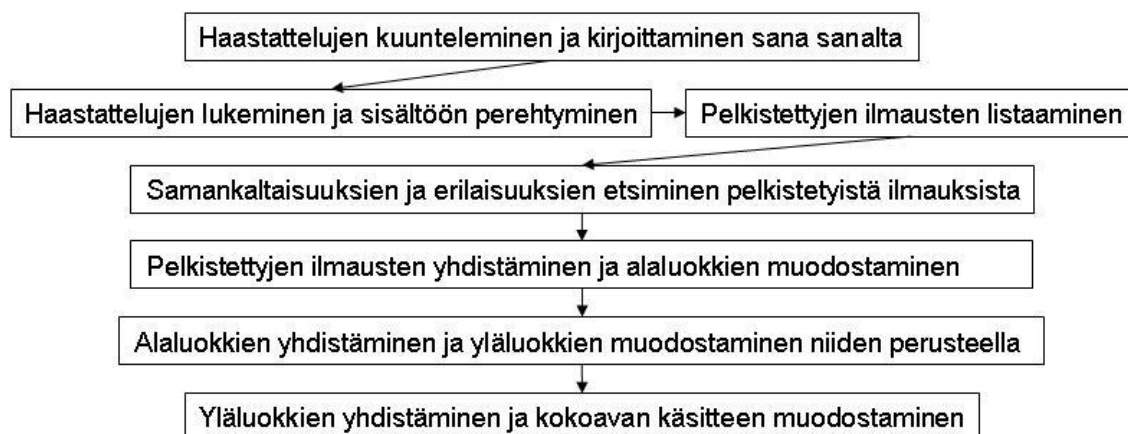 Haastattelujen kuunteleminen ja kirjoittaminen sana sanalta
Haastattelujen lukeminen ja sisältöön perehtyminen
Pelkistettyjen ilmausten listaaminen
Samankaltaisuuksien ja erilaisuuksien etsiminen pelkistetyistä ilmauksista
Pelkistettyjen ilmausten yhdistäminen ja alaluokkien muodostaminen
Alaluokkien yhdistäminen ja yläluokkien muodostaminen niiden perusteella
Yläluokkien yhdistäminen ja kokoavan käsitteen muodostaminen